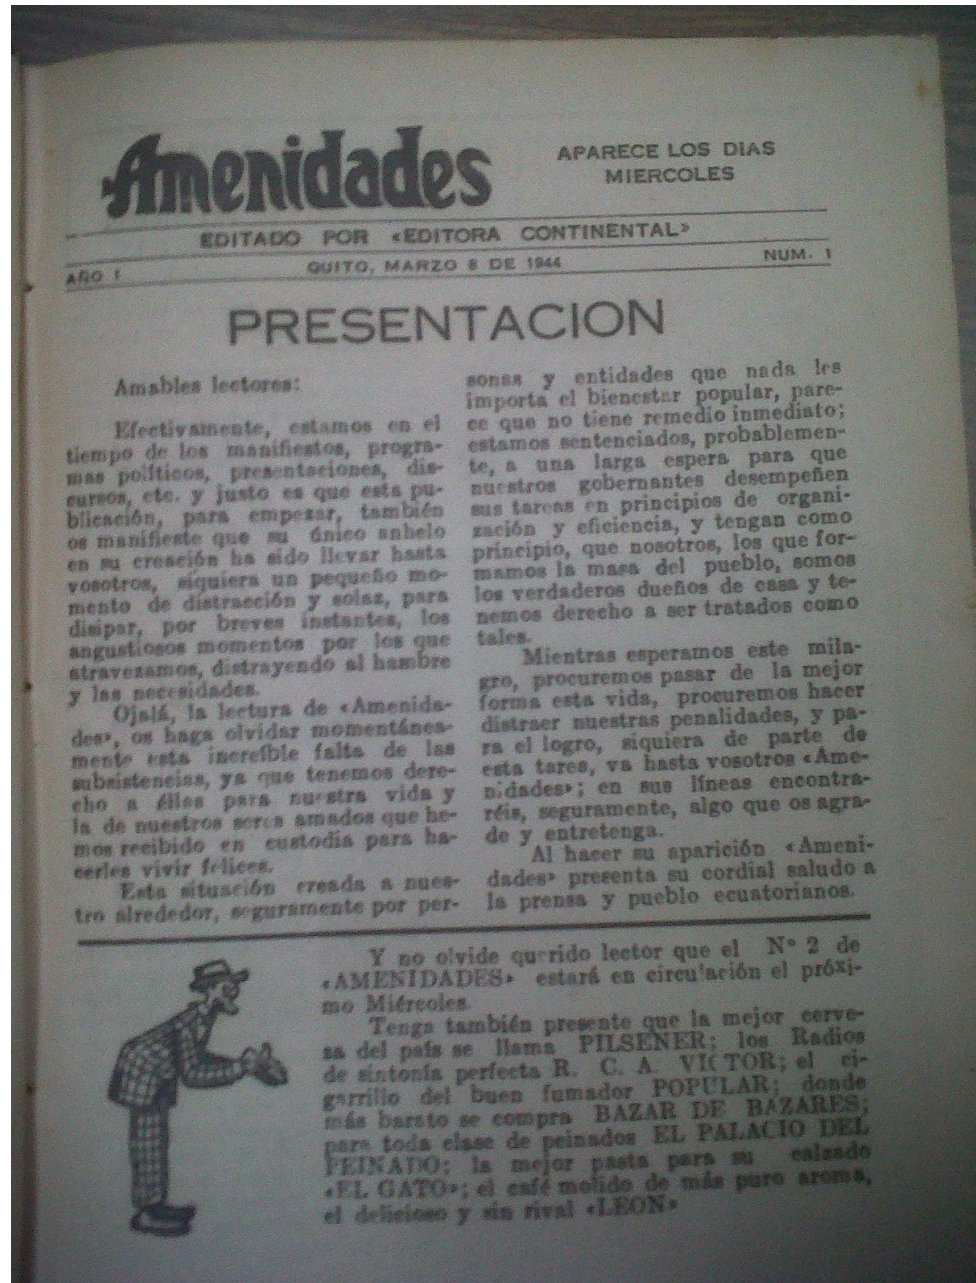 Amenidades
APARECE LOS DIAS
MIERCOLES
EDITADO POR «EDITORA CONTINENTAL»
AÑO I
QUITO, MARZO 8 DE 1944
NUM. 1
PRESENTACION
Amables lectores:
Efectivamente, estamos en el
tiempo de los manifiestos, progra-
mas políticos, presentaciones, dis-
cursos, etc. y justo es que esta pu-
blicación, para empezar, también
os manifieste que su único anhelo
en su creación ha sido llevar hasta
vosotros, siquiera un pequeño mo-
mento de distracción y solaz, para
disipar, por breves instantes, los
angustiosos momentos por los que
atravezamos, distrayendo al hambre
y las necesidades.
Ojalá, la lectura de «Amenida-
des», os haga olvidar momentánea-
mente esta increíble falta de las
subsistencias, ya que tenemos dere-
cho a éllas para nuestra vida y
la de nuestros seres amados que he-
mos recibido en custodia para ha-
cerles vivir felices.
Esta situación creada a nues-
tro alrededor, seguramente por per-
sonas y entidades que nada les
importa el bienestar popular, pare-
ce que no tiene remedio inmediato;
estamos sentenciados, probablemen-
te, a una larga espera para que
nuestros gobernantes desempeñen
sus tareas en principios de organi-
zación y eficiencia, y tengan como
principio, que nosotros, los que for-
mamos la masa del pueblo, somos
los verdaderos dueños de casa y te-
nemos derecho a ser tratados como
tales.
Mientras esperamos este mila-
gro, procuremos pasar de la mejor
forma esta vida, procuremos hacer
distraer nuestras penalidades, y pa-
ra el logro, siquiera de parte de
esta tarea, va hasta vosotros «Ame-
nidades»; en sus líneas encontra-
réis, seguramente, algo que os agra-
de y entretenga.
Al hacer su aparición «Ameni-
dades» presenta su cordial saludo a
la prensa y pueblo ecuatorianos.
Y no olvide querido lector que el Nº 2 de
«AMENIDADES» estará en circulación el próxi-
mo Miércoles.
Tenga también presente que la mejor cerve-
za del país se llama PILSENER; los Radios
de sintonía perfecta R. C. A. VICTOR; el ci-
garrillo del buen fumador POPULAR; donde
más barato se compra BAZAR DE BAZARES;
para toda clase de peinados EL PALACIO DEL
PEINADO; la mejor pasta para su calzado
«EL GATO»; el café molido de más puro aroma,
el delicioso y sin rival «LEON»